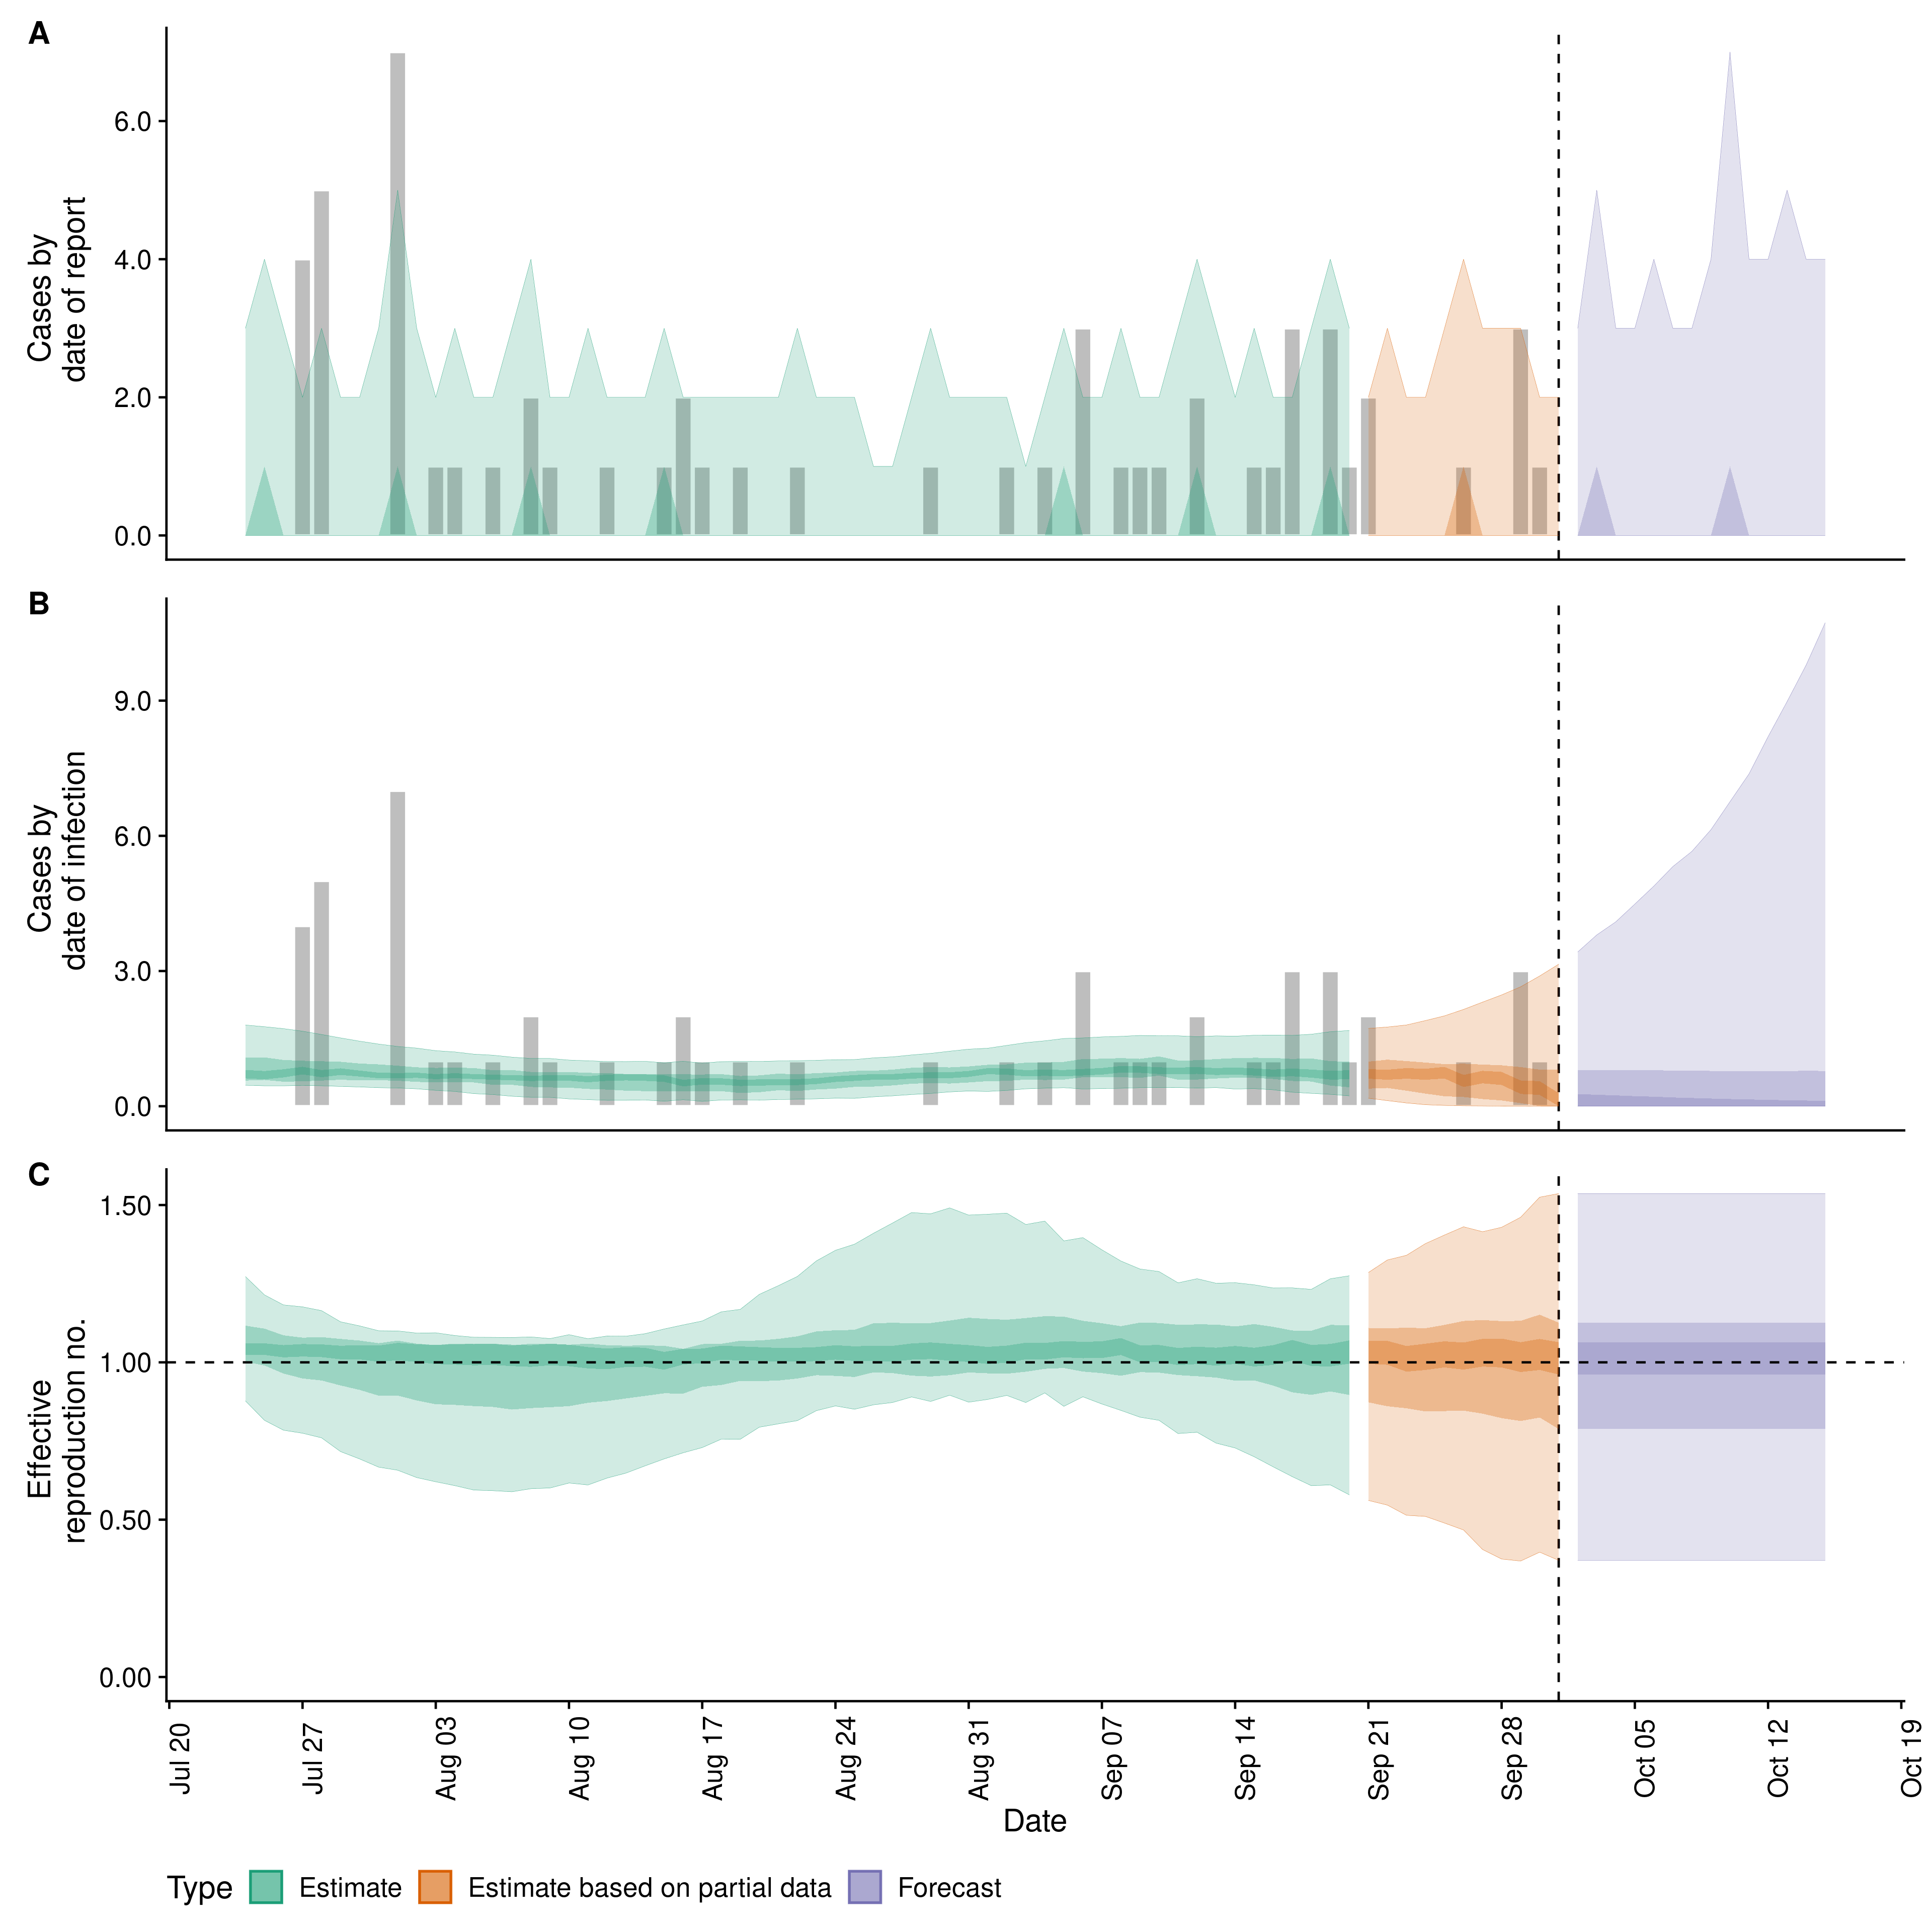 A
Cases by
date of report
6.0
4.0
2.0
0.0
B
Cases by
date of infection
9.0
6.0
3.0
0.0
C
Effective
reproduction no.
1.50
1.00
0.50
0.00
Jul 20
Jul 27
Aug 03
Aug 10
Aug 17
Aug 24
Aug 31
Sep 07
Sep 14
Sep 21
Sep 28
Oct 05
Oct 12
Oct 19
Date
Type Estimate Estimate based on partial data Forecast